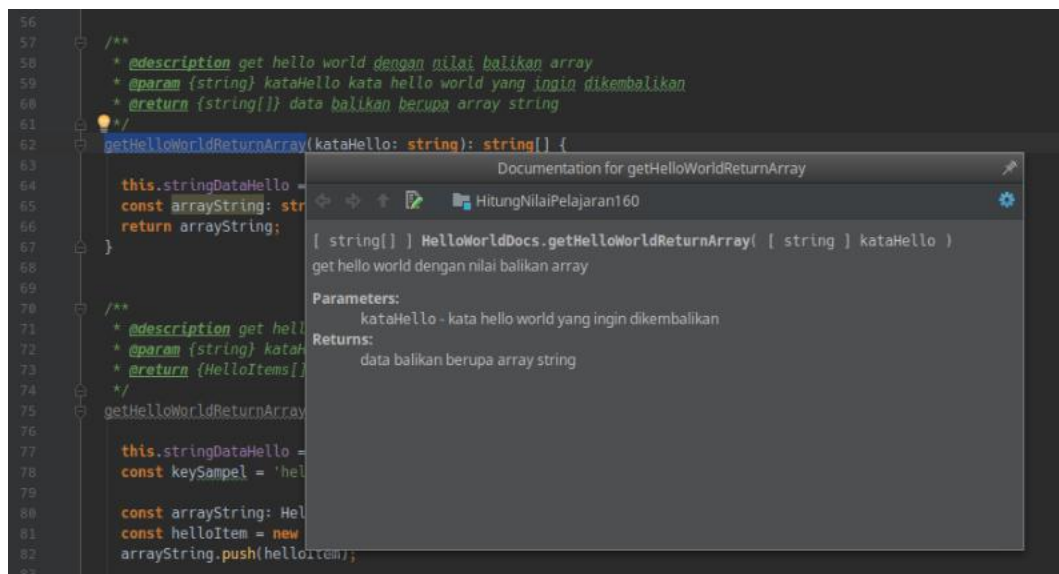 56
57 /**
58 * @description get hello world dengan nilai balikan array
59 * @param {string} kataHello kata hello world yang ingin dikembalikan
60 * @return {string[]} data balikan berupa array string
61 */
62 getHelloWorldReturnArray(kataHello: string): string[] {
63
64 this.stringDataHello =
65 const arrayString: str
66 return arrayString;
67 }
68
69
70 /**
71 * @description get hell
72 * @param {string} kataH
73 * @return {HelloItems[]
74 */
75 getHelloWorldReturnArray
76
77 this.stringDataHello =
78 const keySampel = 'hel
79
80 const arrayString: Hel
81 const helloItem = new
82 arrayString.push(helloItem);
83
Documentation for getHelloWorldReturnArray
HitungNilaiPelajaran160
[ string[] ] HelloWorldDocs.getHelloWorldReturnArray( [ string ] kataHello )
get hello world dengan nilai balikan array
Parameters:
kataHello - kata hello world yang ingin dikembalikan
Returns:
data balikan berupa array string